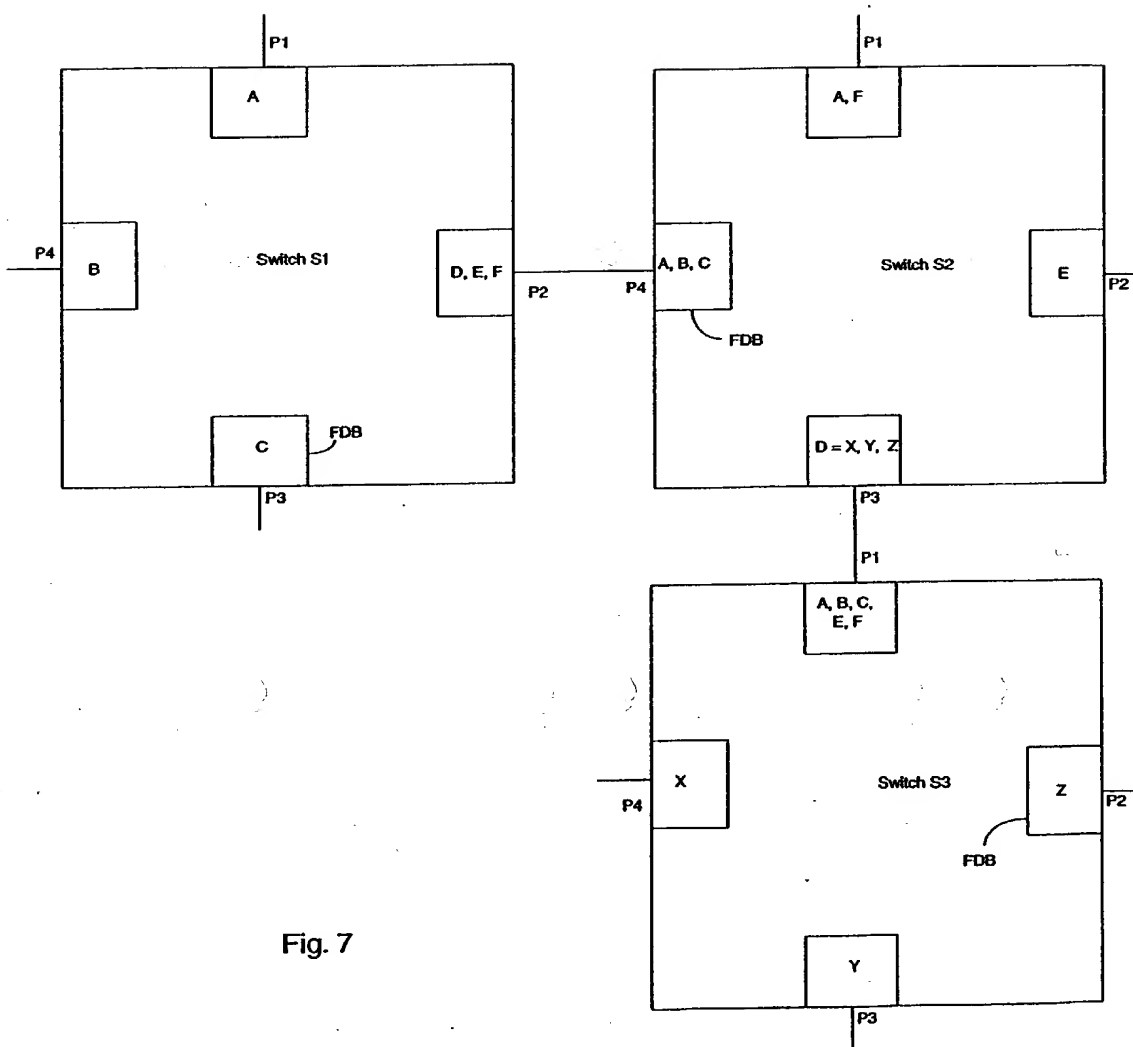 P1
P1
A
A, F
P4
B
Switch S1
D, E, F
P2
P4
A, B, C
Switch S2
E
P2
FDB
C
FDB
D = X, Y, Z
P3
P3
P1
A, B, C,
E, F
X
Switch S3
Z
P4
P2
FDB
Fig. 7
Y
P3